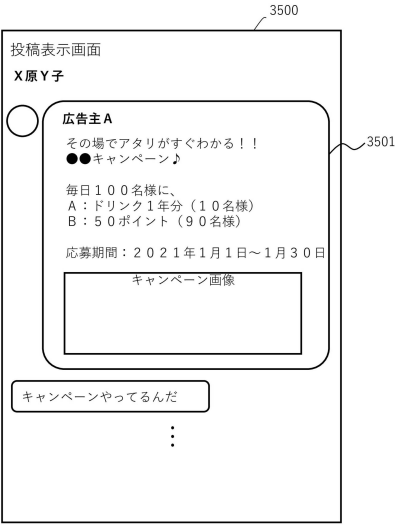 3500
投稿表示画面
X原Y子
広告主A
3501
その場でアタリがすぐわかる！！
●●キャンペーン♪
毎日１００名様に、
A：ドリンク１年分（１０名様）
B：５０ポイント（９０名様）
応募期間：２０２１年１月１日～１月３０日
キャンペーン画像
キャンペーンやってるんだ